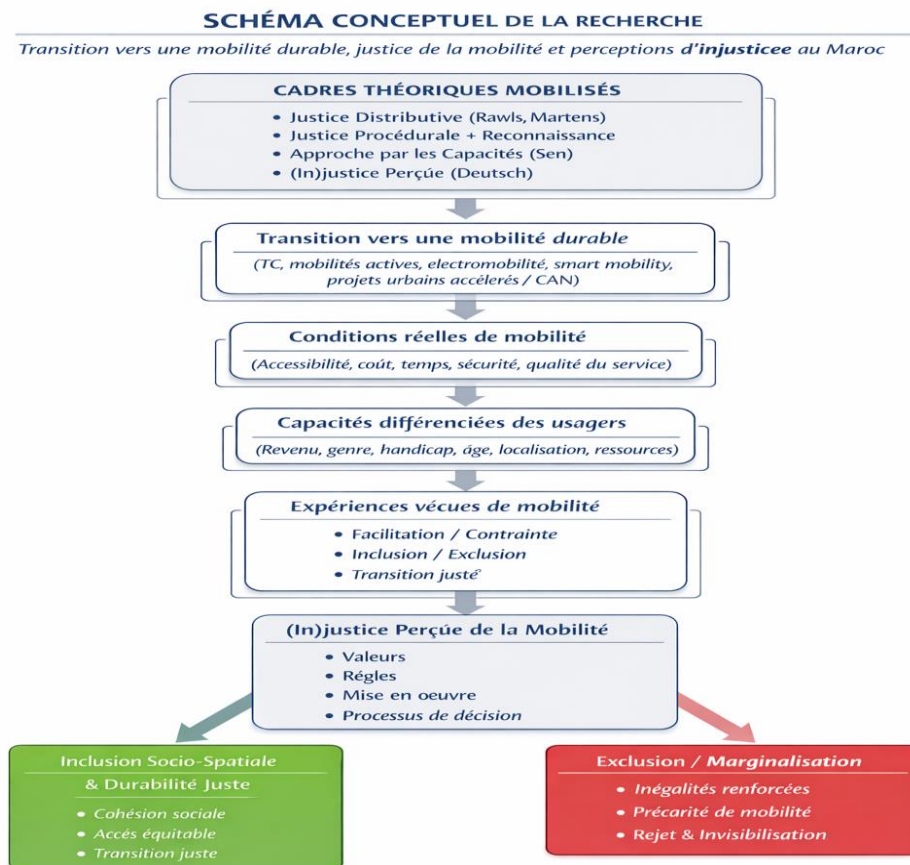 SCHÉMA CONCEPTUEL DE LA RECHERCHE
Transition vers une mobilité durable, justice de la mobilité et perceptions d'injusticee au Maroc
CADRES THÉORIQUES MOBILISÉS
• Justice Distributive (Rawls, Martens)
• Justice Procédurale + Reconnaissance
• Approche par les Capacités (Sen)
• (In)justice Perçue (Deutsch)
Transition vers une mobilité durable
(TC, mobilités actives, electromobilité, smart mobility,
projets urbains accélerés / CAN)
Conditions réelles de mobilité
(Accessibilité, coût, temps, sécurité, qualité du service)
Capacités différenciées des usagers
(Revenu, genre, handicap, âge, localisation, ressources)
Expériences vécues de mobilité
• Facilitation / Contrainte
• Inclusion / Exclusion
• Transition justé
(In)justice Perçúe de la Mobilité
• Valeurs
• Régles
• Mise en oeuvre
• Processus de décision
Inclusion Socio-Spatiale
& Durabilité Juste
• Cohésion sociale
• Accès équitable
• Transition juste
Exclusion / Marginalisation
• Inégalités renforcées
• Précarité de mobilité
• Rejet & Invisibilisation